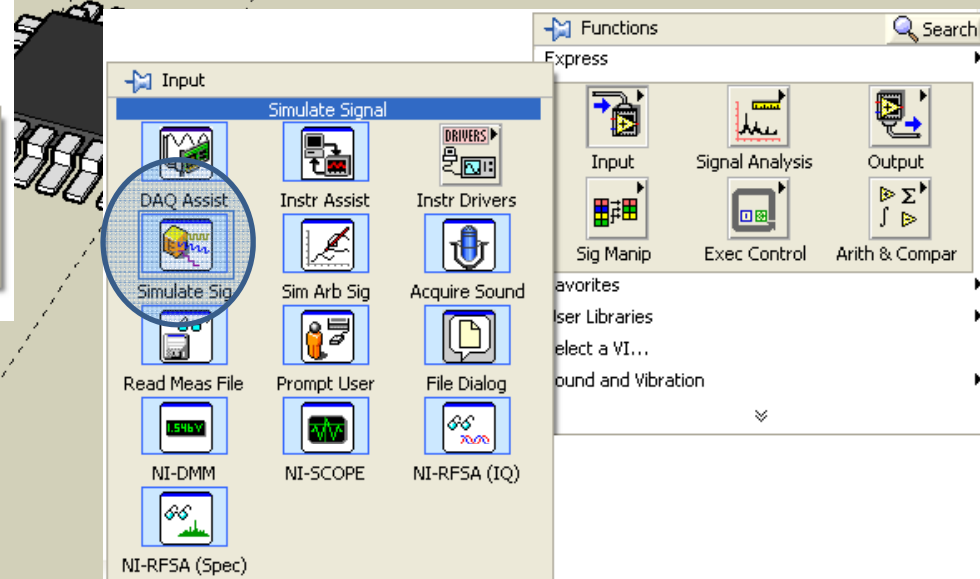 Functions
Search
Express
Input
Signal Analysis
Output
Sig Manip
Exec Control
Arith & Compar
avorites
ser Libraries
elect a VI...
ound and Vibration
Input
Simulate Signal
DRIVERS
DAQ Assist
Instr Assist
Instr Drivers
Simulate Sig
Sim Arb Sig
Acquire Sound
Read Meas File
Prompt User
File Dialog
1.546V
NI-DMM
NI-SCOPE
NI-RFSA (IQ)
NI-RFSA (Spec)